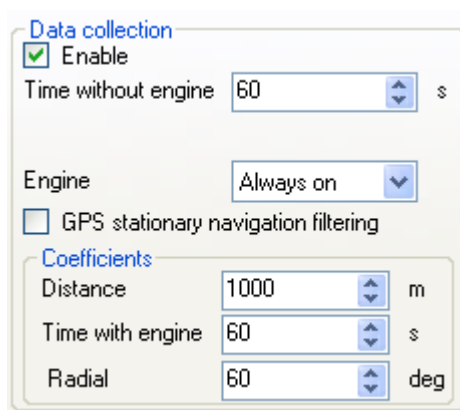 Data collection
Enable
Time without engine 60 s
Engine Always on
GPS stationary navigation filtering
Coefficients
Distance 1000 m
Time with engine 60 s
Radial 60 deg